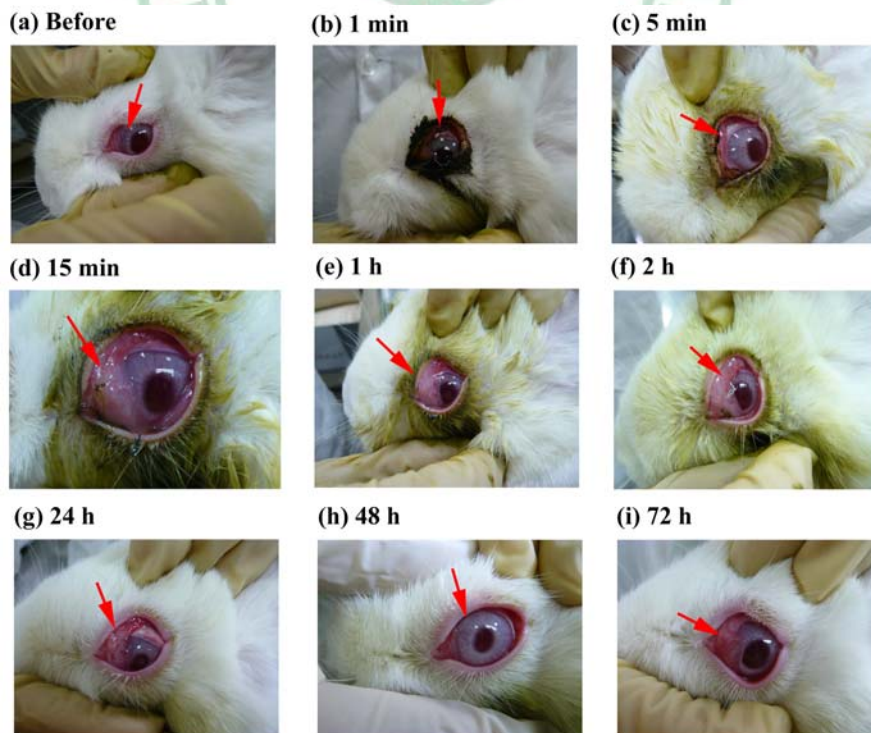 (a) Before
(b) 1 min
(c) 5 min
(d) 15 min
(e) 1 h
(f) 2 h
(g) 24 h
(h) 48 h
(i) 72 h